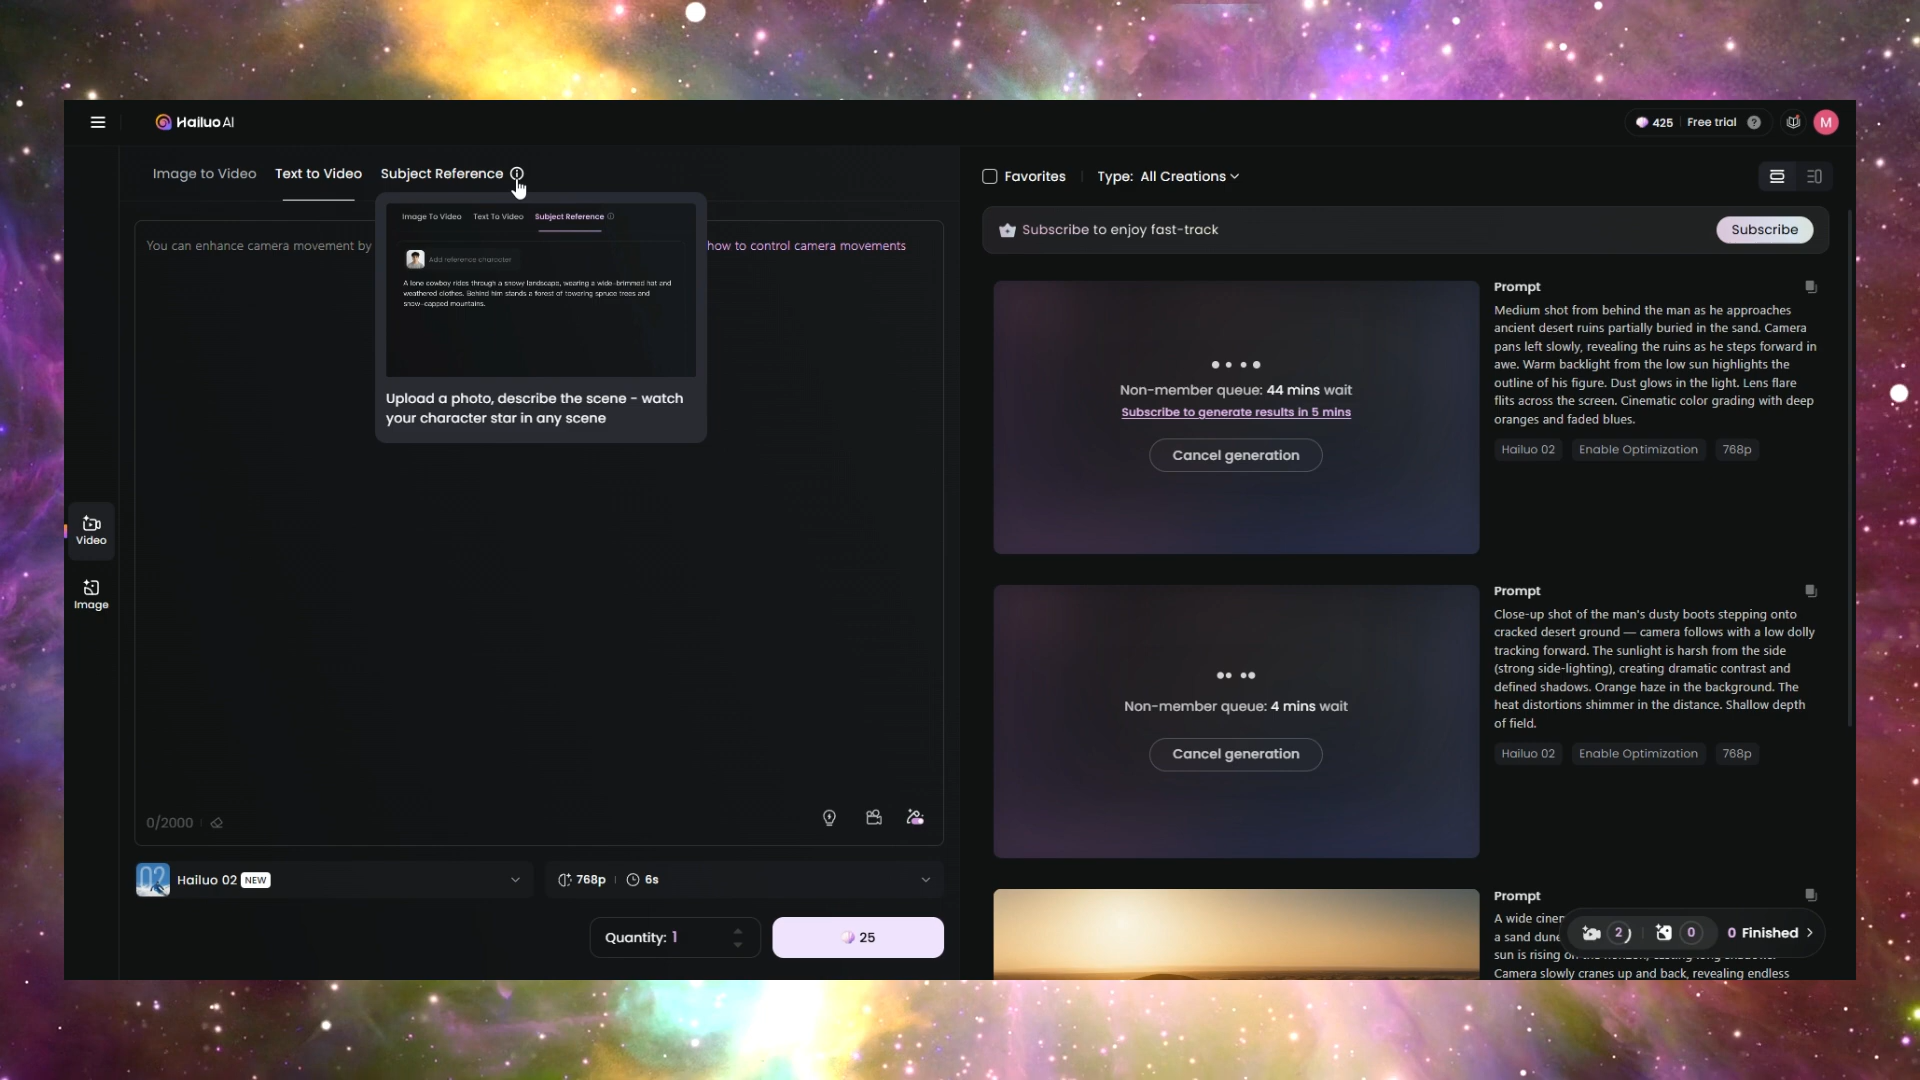 Hailuo AI
425 Free trial ?
M
Image to Video Text to Video Subject Reference
You can enhance camera movement by
how to control camera movements
Image To Video Text To Video Subject Reference
Add reference character
A lone cowboy rides through a snowy landscape, wearing a wide-brimmed hat and
weathered clothes. Behind him stands a forest of towering spruce trees and
snow-capped mountains.
Upload a photo, describe the scene - watch
your character star in any scene
Video
Image
0/2000
02
Hailuo 02 NEW
768p 6s
Quantity: 1
25
Favorites Type: All Creations
Subscribe to enjoy fast-track Subscribe
Non-member queue: 44 mins wait
Subscribe to generate results in 5 mins
Cancel generation
Prompt
Medium shot from behind the man as he approaches
ancient desert ruins partially buried in the sand. Camera
pans left slowly, revealing the ruins as he steps forward in
awe. Warm backlight from the low sun highlights the
outline of his figure. Dust glows in the light. Lens flare
flits across the screen. Cinematic color grading with deep
oranges and faded blues.
Hailuo 02 Enable Optimization 768p
Non-member queue: 4 mins wait
Cancel generation
Prompt
Close-up shot of the man's dusty boots stepping onto
cracked desert ground — camera follows with a low dolly
tracking forward. The sunlight is harsh from the side
(strong side-lighting), creating dramatic contrast and
defined shadows. Orange haze in the background. The
heat distortions shimmer in the distance. Shallow depth
of field.
Hailuo 02 Enable Optimization 768p
Prompt
A wide
a sand dune
sun is rising
Camera slowly cranes up and back, revealing endless
2 0 0 Finished